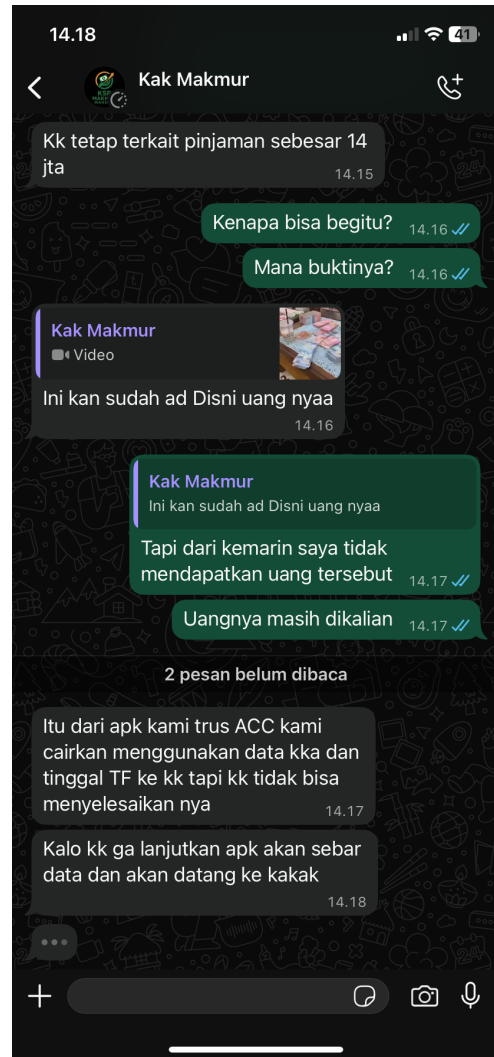 14.18
41
Kak Makmur
Kk tetap terkait pinjaman sebesar 14
jta
14.15
Kenapa bisa begitu? 14.16
Mana buktinya? 14.16
Kak Makmur
Video
Ini kan sudah ad Disni uang nyaa
14.16
Kak Makmur
Ini kan sudah ad Disni uang nyaa
Tapi dari kemarin saya tidak
mendapatkan uang tersebut 14.17
Uangnya masih dikalian 14.17
2 pesan belum dibaca
Itu dari apk kami trus ACC kami
cairkan menggunakan data kka dan
tinggal TF ke kk tapi kk tidak bisa
menyelesaikan nya
14.17
Kalo kk ga lanjutkan apk akan sebar
data dan akan datang ke kakak
14.18